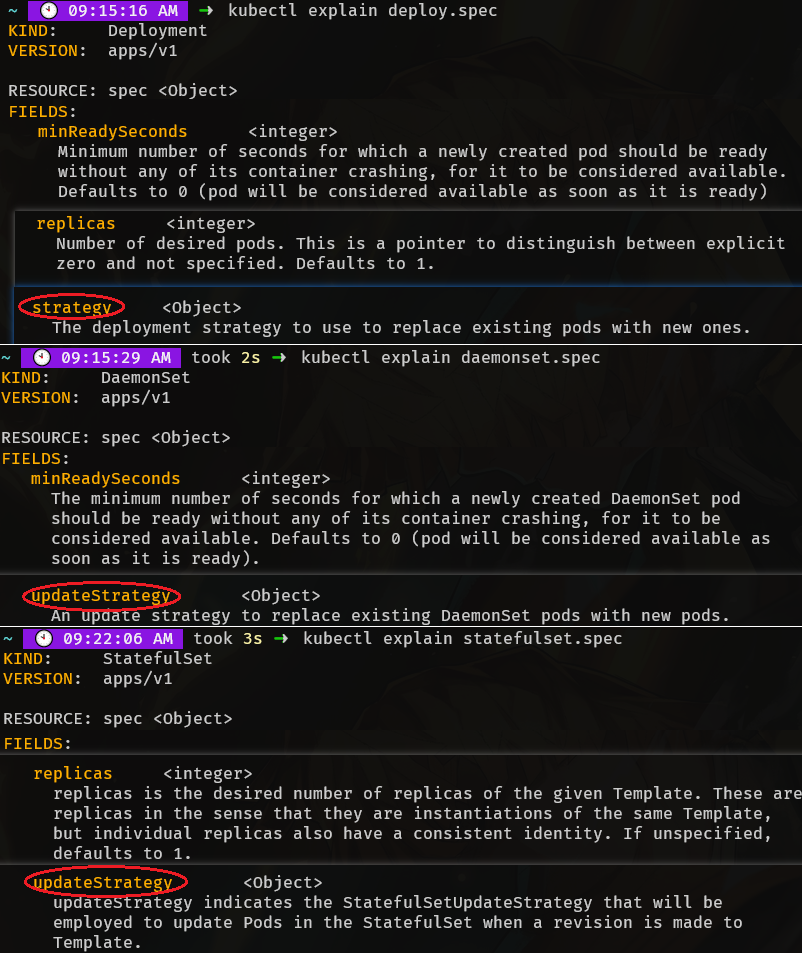 ~ 09:15:16 AM → kubectl explain deploy.spec
KIND: Deployment
VERSION: apps/v1
RESOURCE: spec <Object>
FIELDS:
minReadySeconds <integer>
Minimum number of seconds for which a newly created pod should be ready
without any of its container crashing, for it to be considered available.
Defaults to 0 (pod will be considered available as soon as it is ready)
replicas <integer>
Number of desired pods. This is a pointer to distinguish between explicit
zero and not specified. Defaults to 1.
strategy <Object>
The deployment strategy to use to replace existing pods with new ones.
~ 09:15:29 AM took 2s → kubectl explain daemonset.spec
KIND: DaemonSet
VERSION: apps/v1
RESOURCE: spec <Object>
FIELDS:
minReadySeconds <integer>
The minimum number of seconds for which a newly created DaemonSet pod
should be ready without any of its container crashing, for it to be
considered available. Defaults to 0 (pod will be considered available as
soon as it is ready).
updateStrategy <Object>
An update strategy to replace existing DaemonSet pods with new pods.
~ 09:22:06 AM took 3s → kubectl explain statefulset.spec
KIND: StatefulSet
VERSION: apps/v1
RESOURCE: spec <Object>
FIELDS:
replicas <integer>
replicas is the desired number of replicas of the given Template. These are
replicas in the sense that they are instantiations of the same Template,
but individual replicas also have a consistent identity. If unspecified,
defaults to 1.
updateStrategy <Object>
updateStrategy indicates the StatefulSetUpdateStrategy that will be
employed to update Pods in the StatefulSet when a revision is made to
Template.